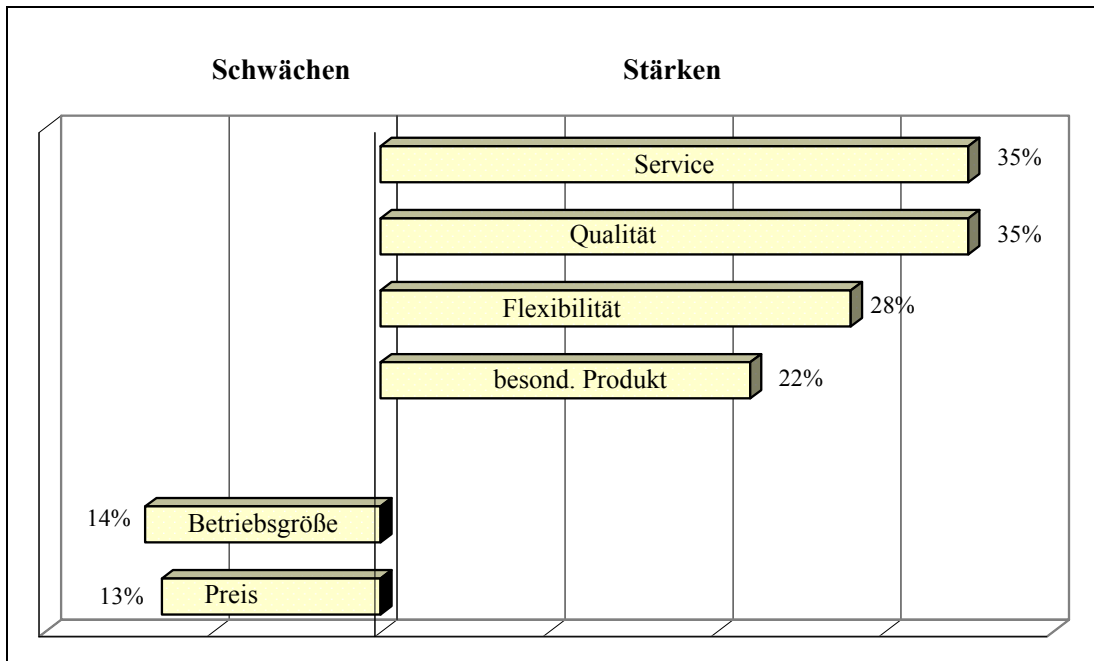 Schwächen Stärken
Service 35%
Qualität 35%
Flexibilität 28%
besond. Produkt 22%
14% Betriebsgröße
13% Preis